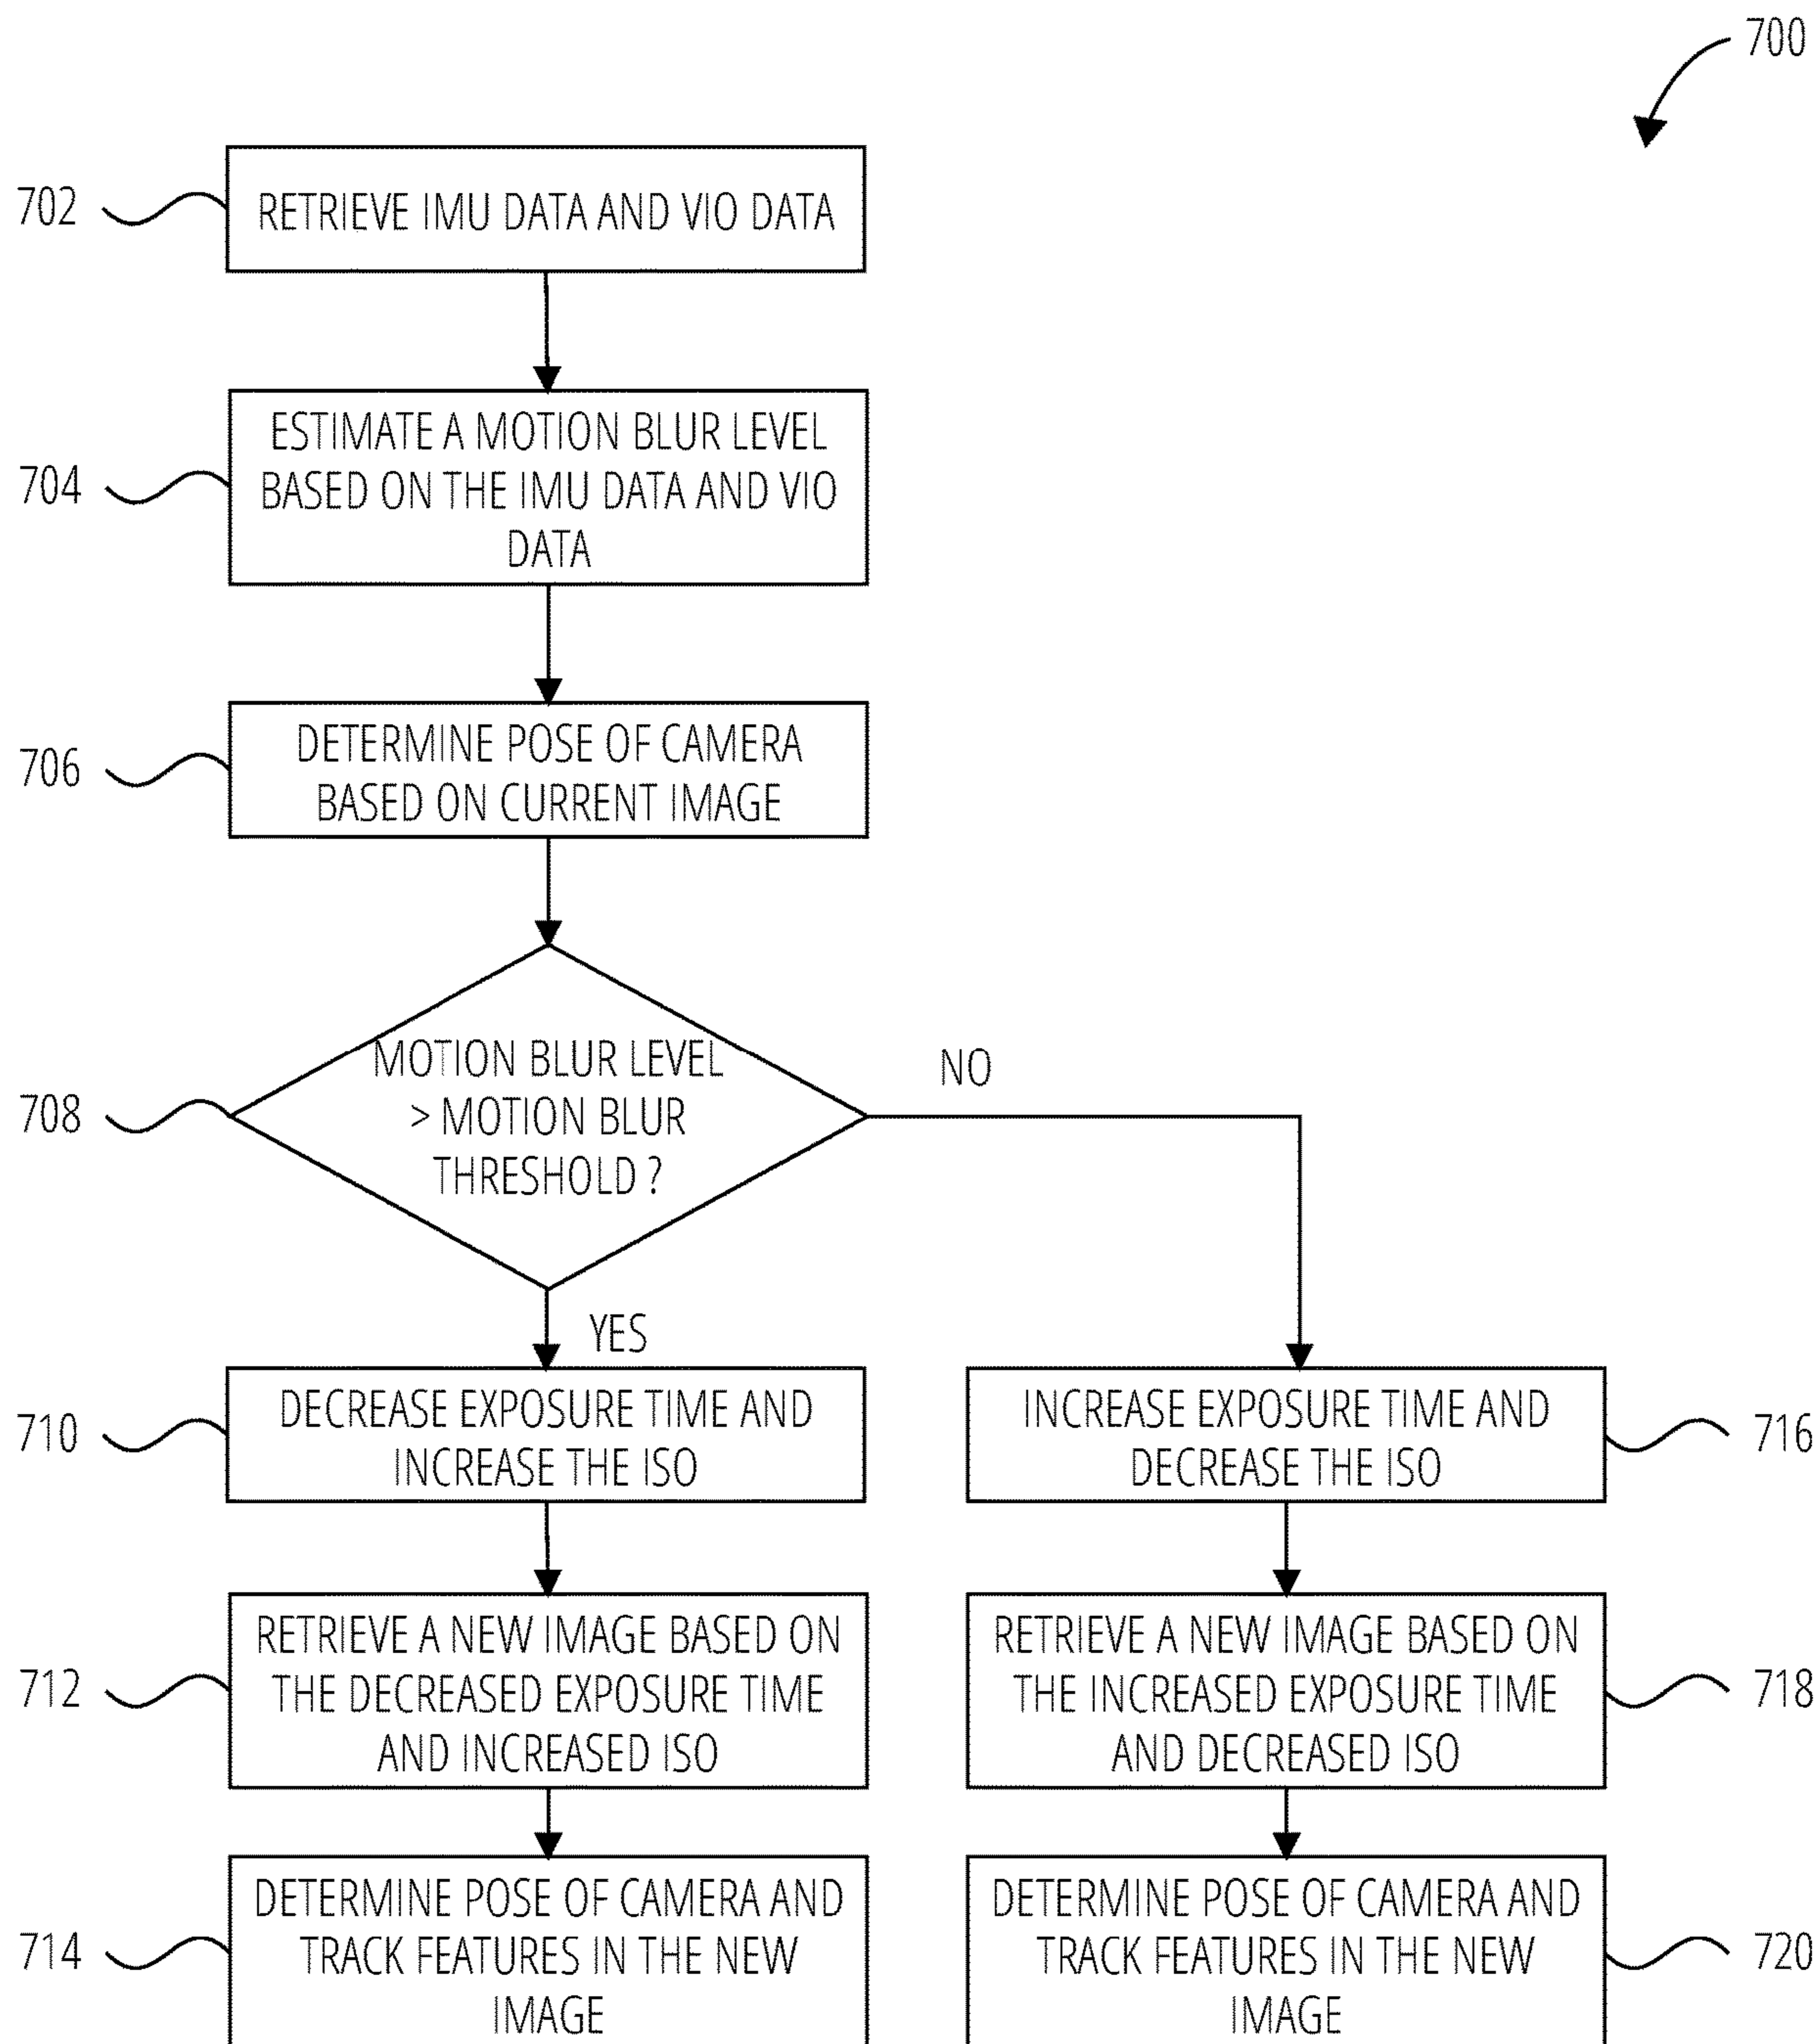 700
702
RETRIEVE IMU DATA AND VIO DATA
704
ESTIMATE A MOTION BLUR LEVEL
BASED ON THE IMU DATA AND VIO
DATA
706
DETERMINE POSE OF CAMERA
BASED ON CURRENT IMAGE
708
MOTION BLUR LEVEL
> MOTION BLUR
THRESHOLD ?
NO
YES
710
DECREASE EXPOSURE TIME AND
INCREASE THE ISO
712
RETRIEVE A NEW IMAGE BASED ON
THE DECREASED EXPOSURE TIME
AND INCREASED ISO
714
DETERMINE POSE OF CAMERA AND
TRACK FEATURES IN THE NEW
IMAGE
INCREASE EXPOSURE TIME AND
DECREASE THE ISO
716
RETRIEVE A NEW IMAGE BASED ON
THE INCREASED EXPOSURE TIME
AND DECREASED ISO
718
DETERMINE POSE OF CAMERA AND
TRACK FEATURES IN THE NEW
IMAGE
720